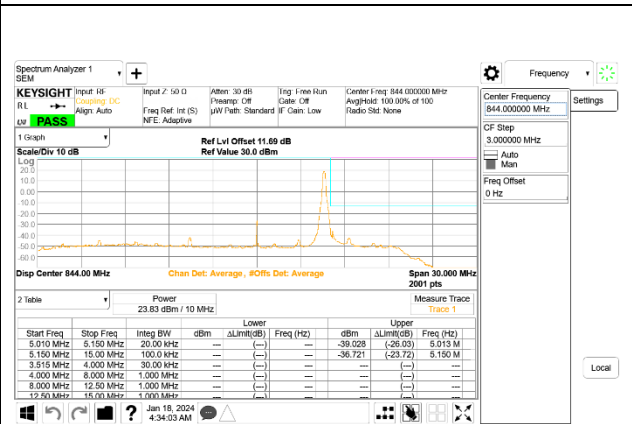 Spectrum Analyzer 1
SEM
Frequency
KEYSIGHT Input: RF Input Z: 50 Ω Atten: 30 dB Trig: Free Run Center Freq: 844.000000 MHz
RL Coupling: DC Preamp: Off Gate: Off Avg|Hold: 100.00% of 100
Align: Auto Freq Ref: Int (S) µW Path: Standard IF Gain: Low Radio Std: None
NFE: Adaptive
PASS
Center Frequency
844.000000 MHz
Settings
CF Step
3.000000 MHz
Auto
Man
Freq Offset
0 Hz
Local
1 Graph
Ref Lvl Offset 11.69 dB
Scale/Div 10 dB Ref Value 30.0 dBm
Log
20.0
10.0
0.00
-10.0
-20.0
-30.0
-40.0
-50.0
-60.0
Disp Center 844.00 MHz Chan Det: Average , #Offs Det: Average Span 30.000 MHz
2001 pts
2 Table
Power
23.83 dBm / 10 MHz
Measure Trace
Trace 1
Lower Upper
Start Freq Stop Freq Integ BW dBm ΔLimit(dB) Freq (Hz) dBm ΔLimit(dB) Freq (Hz)
5.010 MHz 5.150 MHz 20.00 kHz --- (---) --- -39.028 (-26.03) 5.013 M
5.150 MHz 15.00 MHz 100.0 kHz --- (---) --- -36.721 (-23.72) 5.150 M
3.515 MHz 4.000 MHz 30.00 kHz --- (---) --- --- (---) ---
4.000 MHz 8.000 MHz 1.000 MHz --- (---) --- --- (---) ---
8.000 MHz 12.50 MHz 1.000 MHz --- (---) --- --- (---) ---
12.50 MHz 15.00 MHz 1.000 MHz --- (---) --- --- (---) ---
? Jan 18, 2024
4:34:03 AM